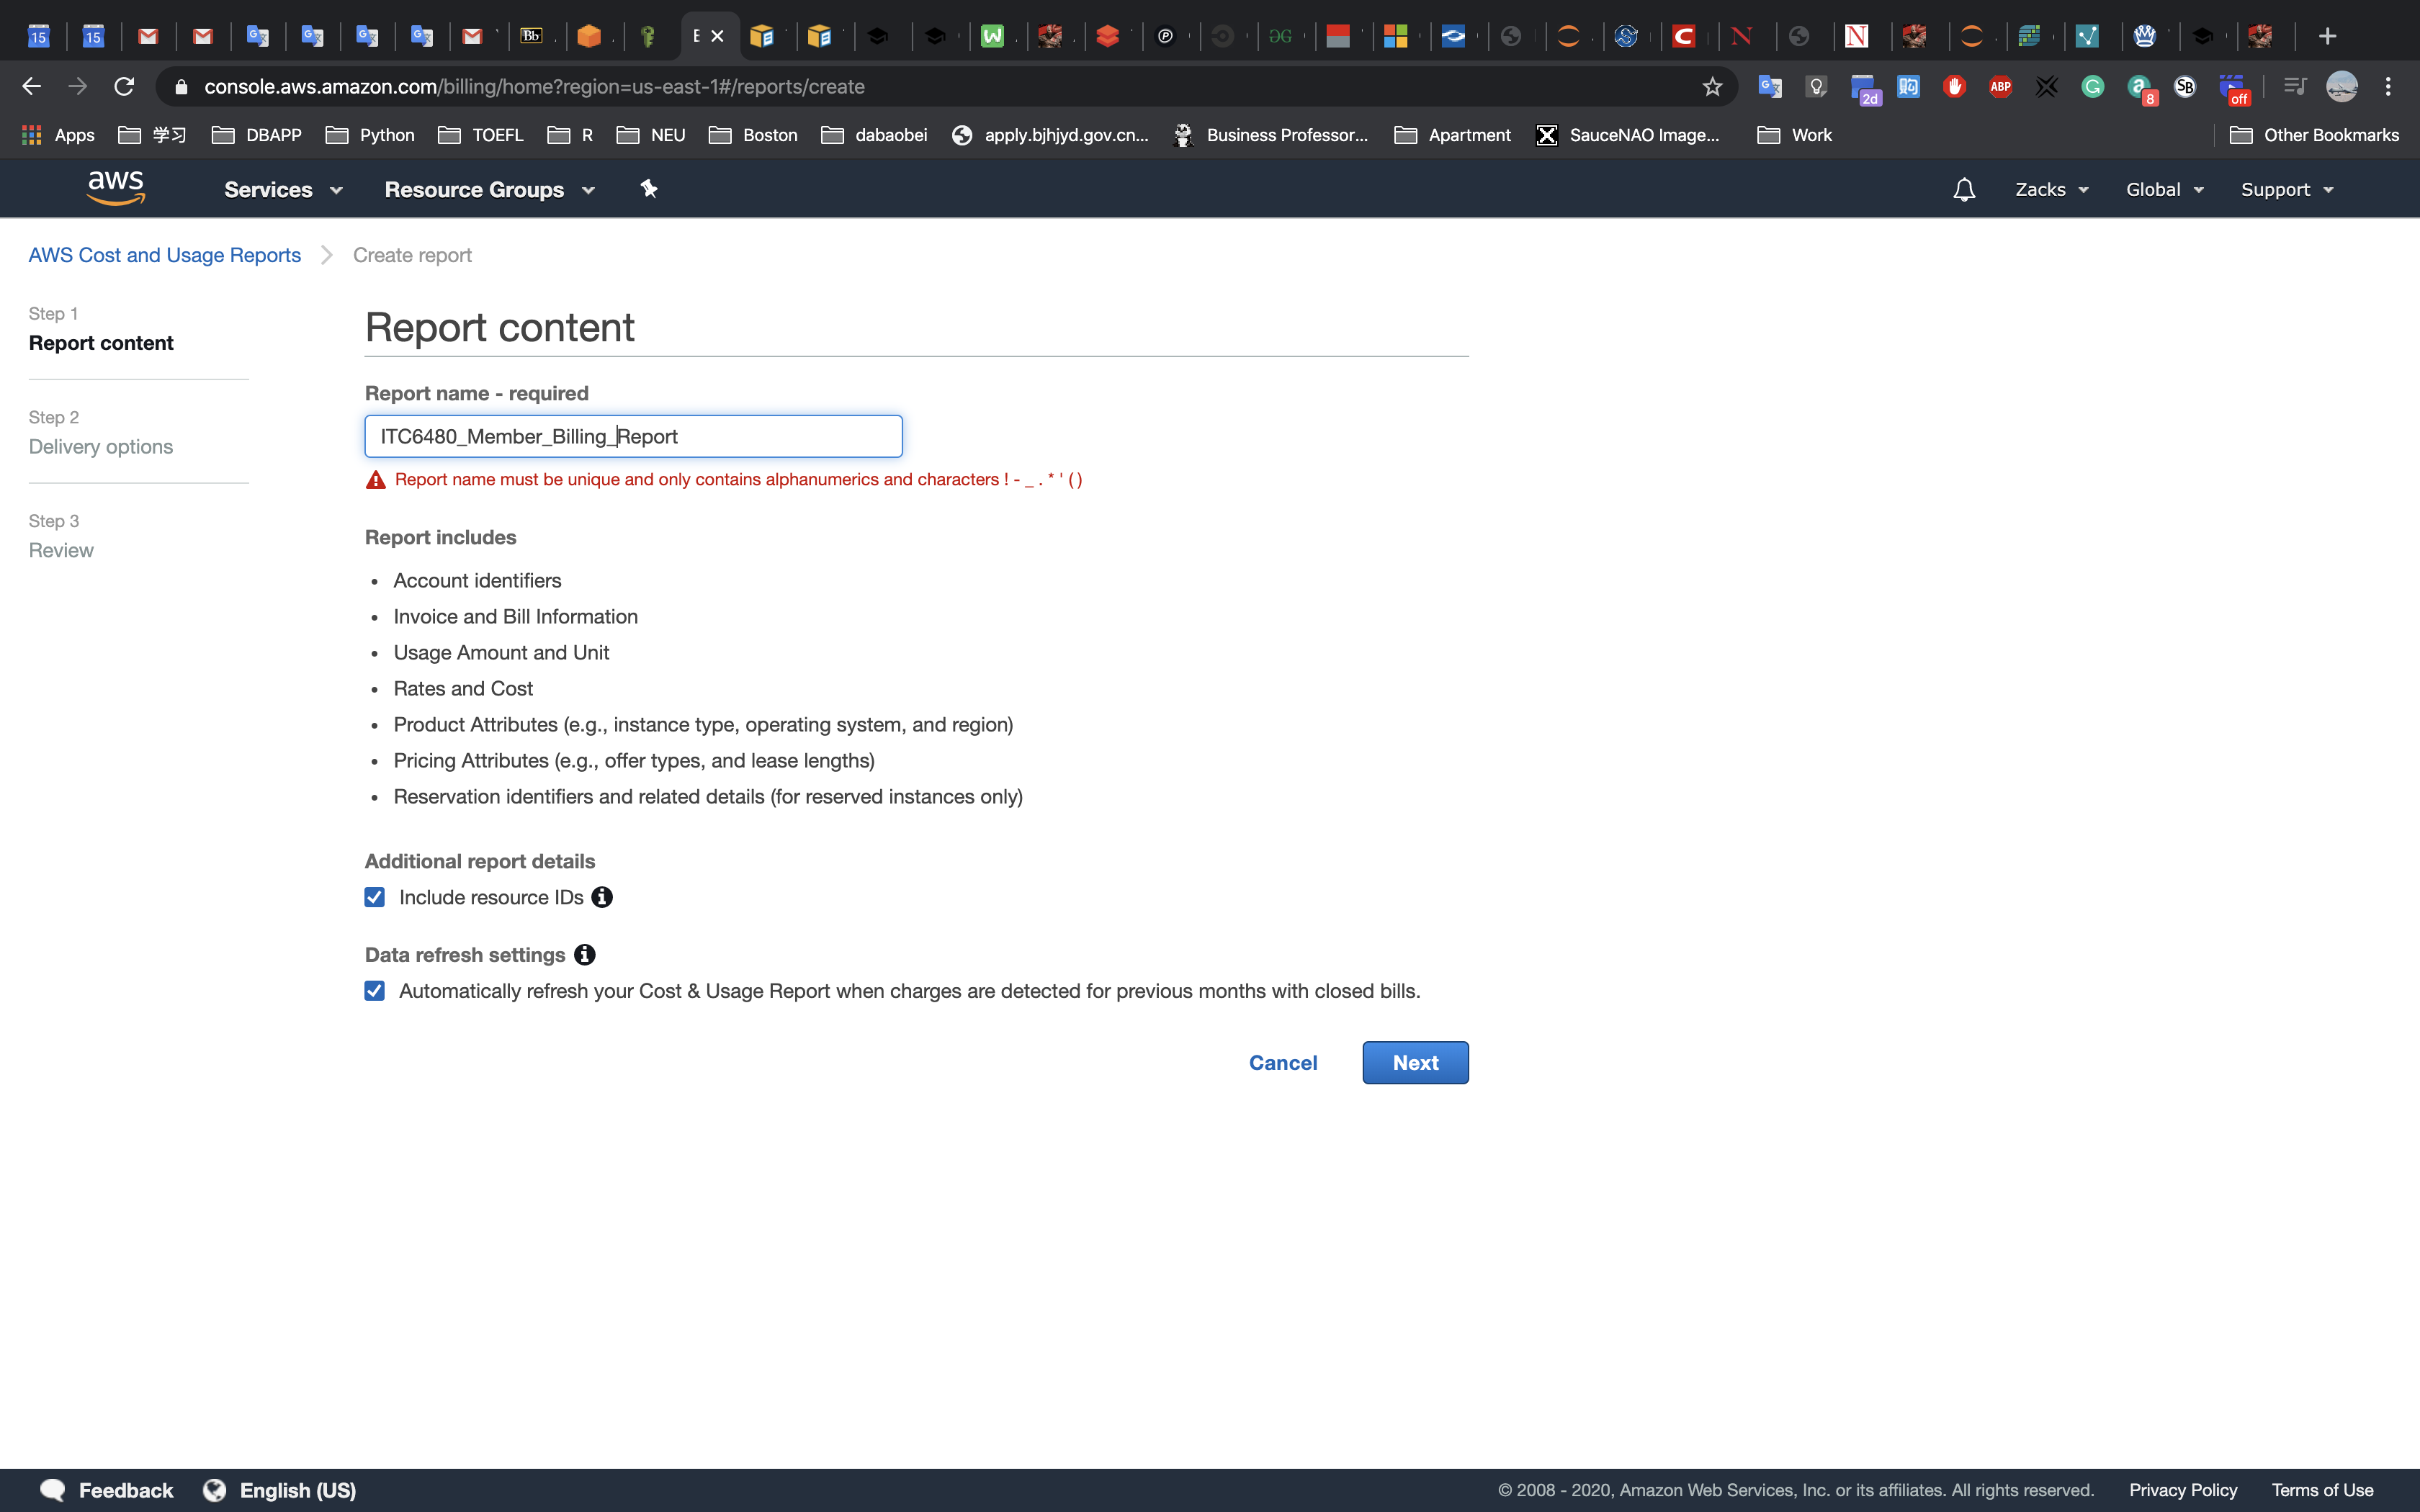 15
15
Bb
E
N
console.aws.amazon.com/billing/home?region=us-east-1#/reports/create
2d
ABP
8
SB
off
Apps
学习
DBAPP
Python
TOEFL
R
NEU
Boston
dabaobei
apply.bjhjyd.gov.cn...
Business Professor...
Apartment
SauceNAO Image...
Work
Other Bookmarks
aws
Services
Resource Groups
Zacks
Global
Support
AWS Cost and Usage Reports
Create report
Step 1
Report content
Step 2
Delivery options
Step 3
Review
Report content
Report name - required
ITC6480_Member_Billing_Report
Report name must be unique and only contains alphanumerics and characters ! - _ . * ' ( )
Report includes
• Account identifiers
• Invoice and Bill Information
• Usage Amount and Unit
• Rates and Cost
• Product Attributes (e.g., instance type, operating system, and region)
• Pricing Attributes (e.g., offer types, and lease lengths)
• Reservation identifiers and related details (for reserved instances only)
Additional report details
Include resource IDs
Data refresh settings
Automatically refresh your Cost & Usage Report when charges are detected for previous months with closed bills.
Cancel
Next
Feedback
English (US)
© 2008 - 2020, Amazon Web Services, Inc. or its affiliates. All rights reserved.
Privacy Policy
Terms of Use